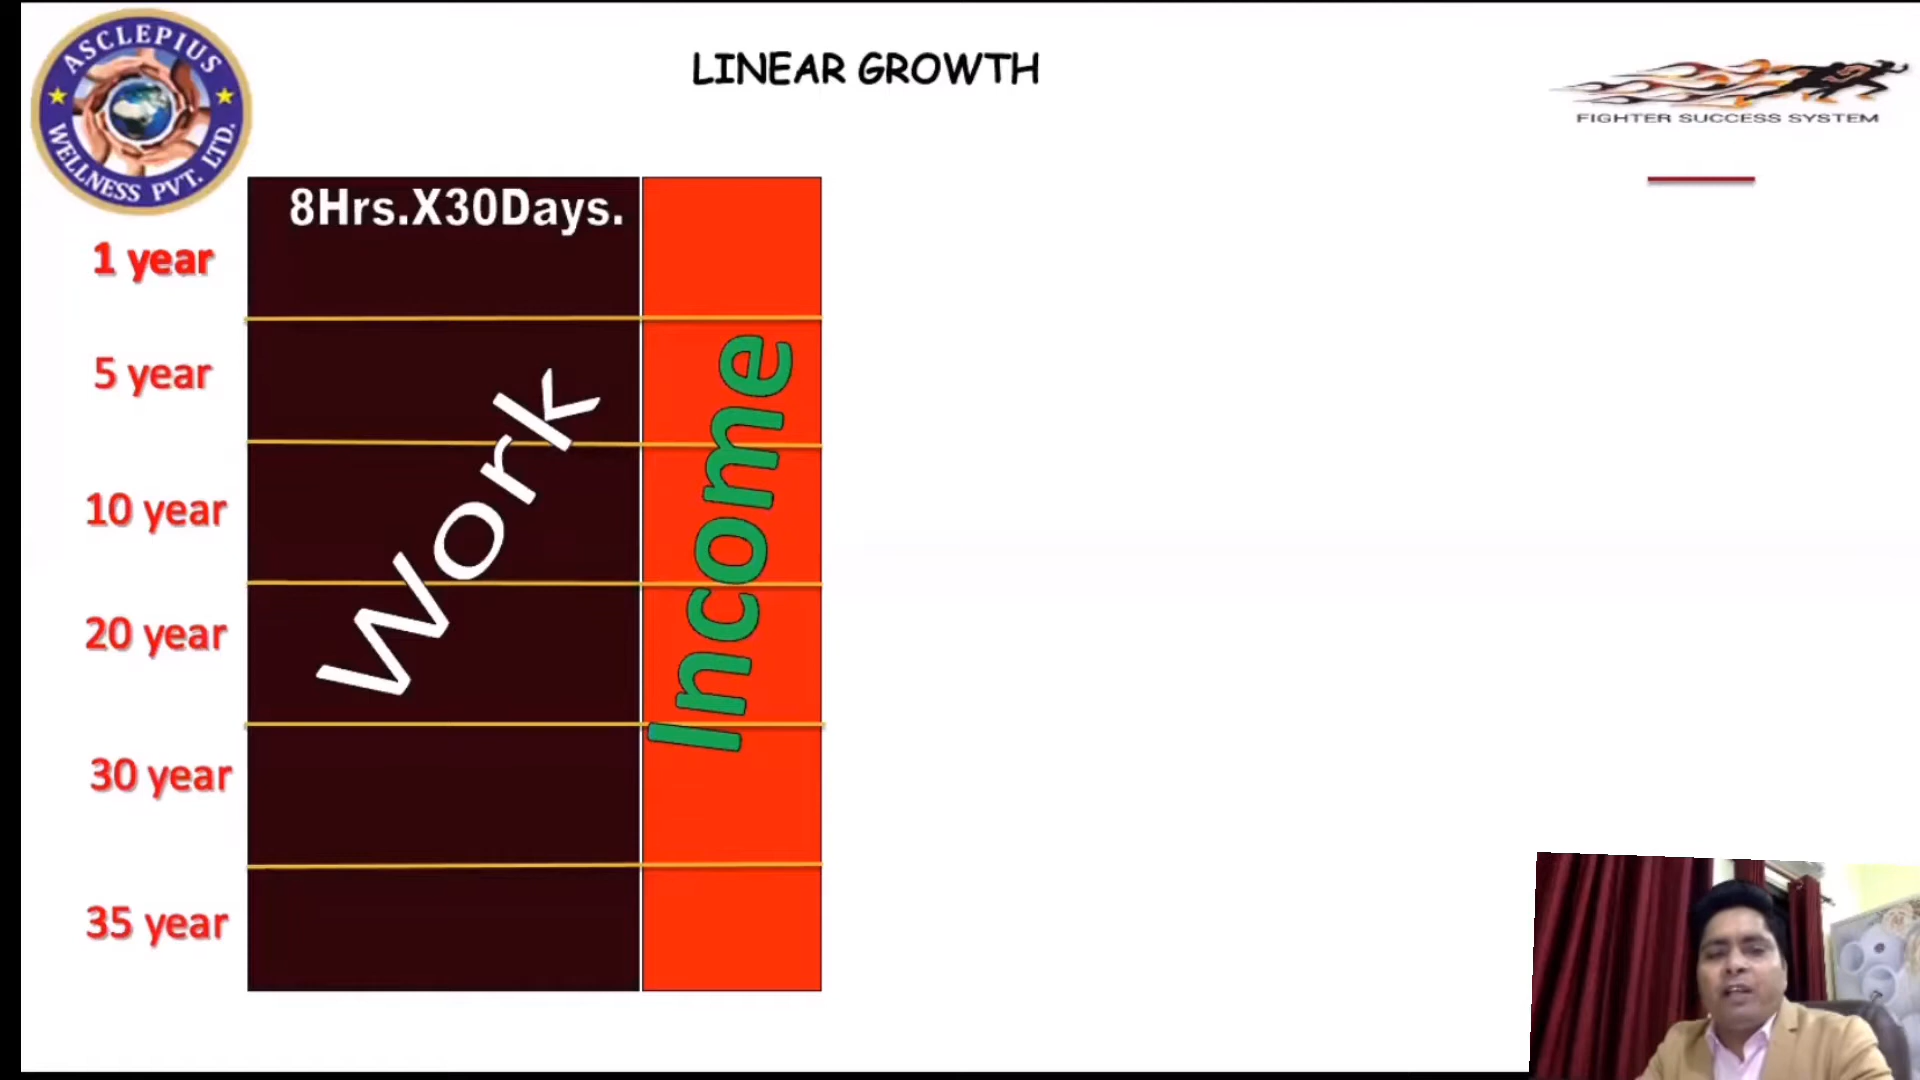 ASCLEPIUS
WELLNESS PVT. LTD.
LINEAR GROWTH
FIGHTER SUCCESS SYSTEM
8Hrs.X30Days.
1 year
5 year
10 year
20 year
30 year
35 year
Work
Income